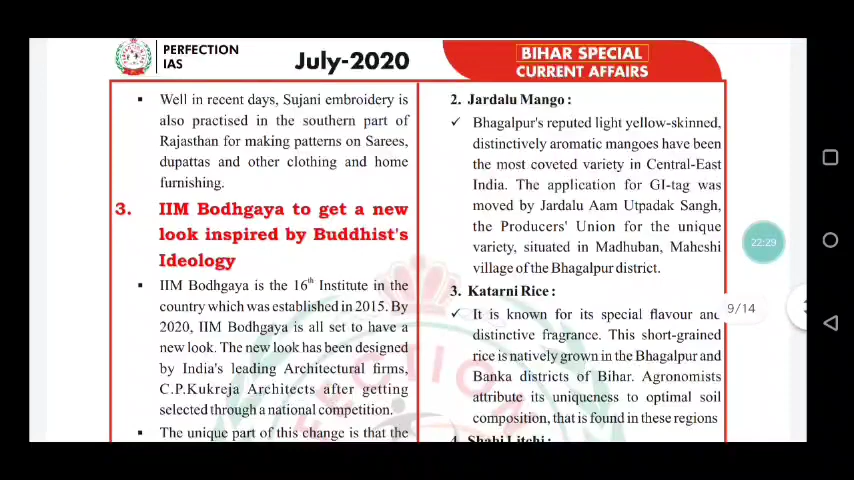 PERFECTION
IAS
July-2020
BIHAR SPECIAL
CURRENT AFFAIRS
▪ Well in recent days, Sujani embroidery is
also practised in the southern part of
Rajasthan for making patterns on Sarees,
dupattas and other clothing and home
furnishing.
3. IIM Bodhgaya to get a new
look inspired by Buddhist's
Ideology
▪ IIM Bodhgaya is the 16th Institute in the
country which was established in 2015. By
2020, IIM Bodhgaya is all set to have a
new look. The new look has been designed
by India's leading Architectural firms,
C.P.Kukreja Architects after getting
selected through a national competition.
▪ The unique part of this change is that the
2. Jardalu Mango :
✓ Bhagalpur's reputed light yellow-skinned,
distinctively aromatic mangoes have been
the most coveted variety in Central-East
India. The application for GI-tag was
moved by Jardalu Aam Utpadak Sangh,
the Producers' Union for the unique
variety, situated in Madhuban, Maheshi
village of the Bhagalpur district.
3. Katarni Rice :
✓ It is known for its special flavour and
distinctive fragrance. This short-grained
rice is natively grown in the Bhagalpur and
Banka districts of Bihar. Agronomists
attribute its uniqueness to optimal soil
composition, that is found in these regions
4. Shahi Litchi :
22:29
9/14